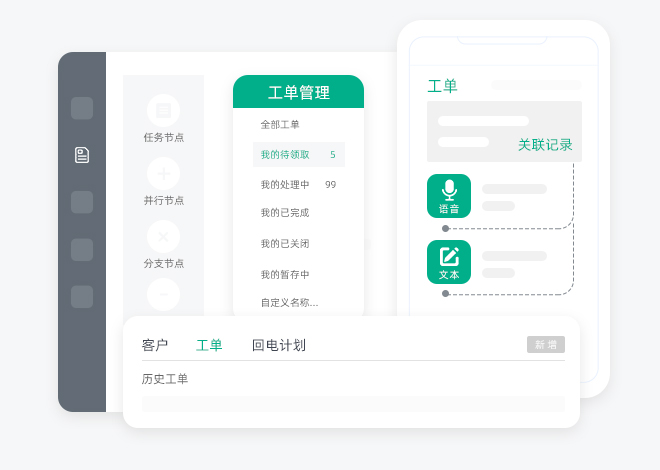 任务节点
并行节点
分支节点
工单管理
全部工单
我的待领取 5
我的处理中 99
我的已完成
我的已关闭
我的暂存中
自定义名称...
工单
关联记录
语音
文本
客户 工单 回电计划 新增
历史工单